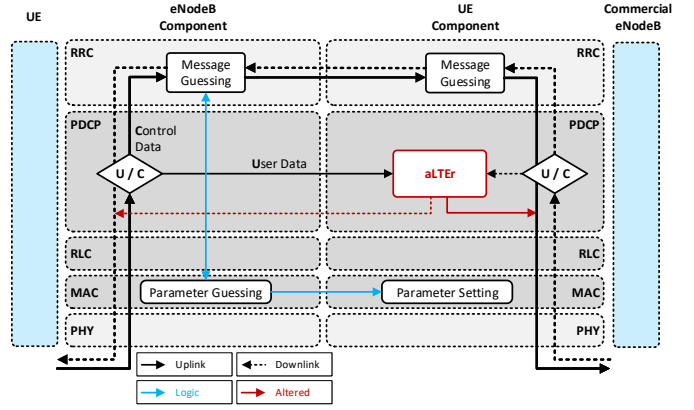 UE
eNodeB
Component
UE
Component
Commercial
eNodeB
RRC
Message
Guessing
Message
Guessing
RRC
PDCP
Control
Data
PDCP
U / C
User Data
aLTEr
U / C
RLC
RLC
MAC
Parameter Guessing
Parameter Setting
MAC
PHY
PHY
Uplink
Downlink
Logic
Altered